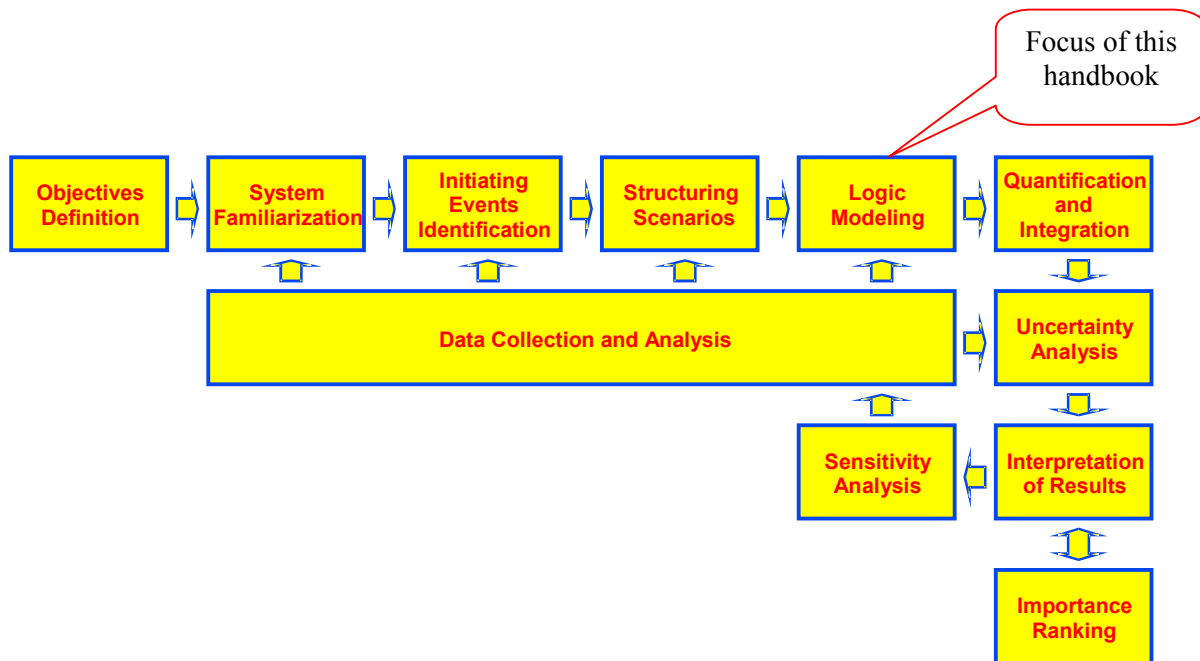 Focus of this
handbook
Objectives
Definition
System
Familiarization
Initiating
Events
Identification
Structuring
Scenarios
Logic
Modeling
Quantification
and
Integration
Data Collection and Analysis
Uncertainty
Analysis
Sensitivity
Analysis
Interpretation
of Results
Importance
Ranking